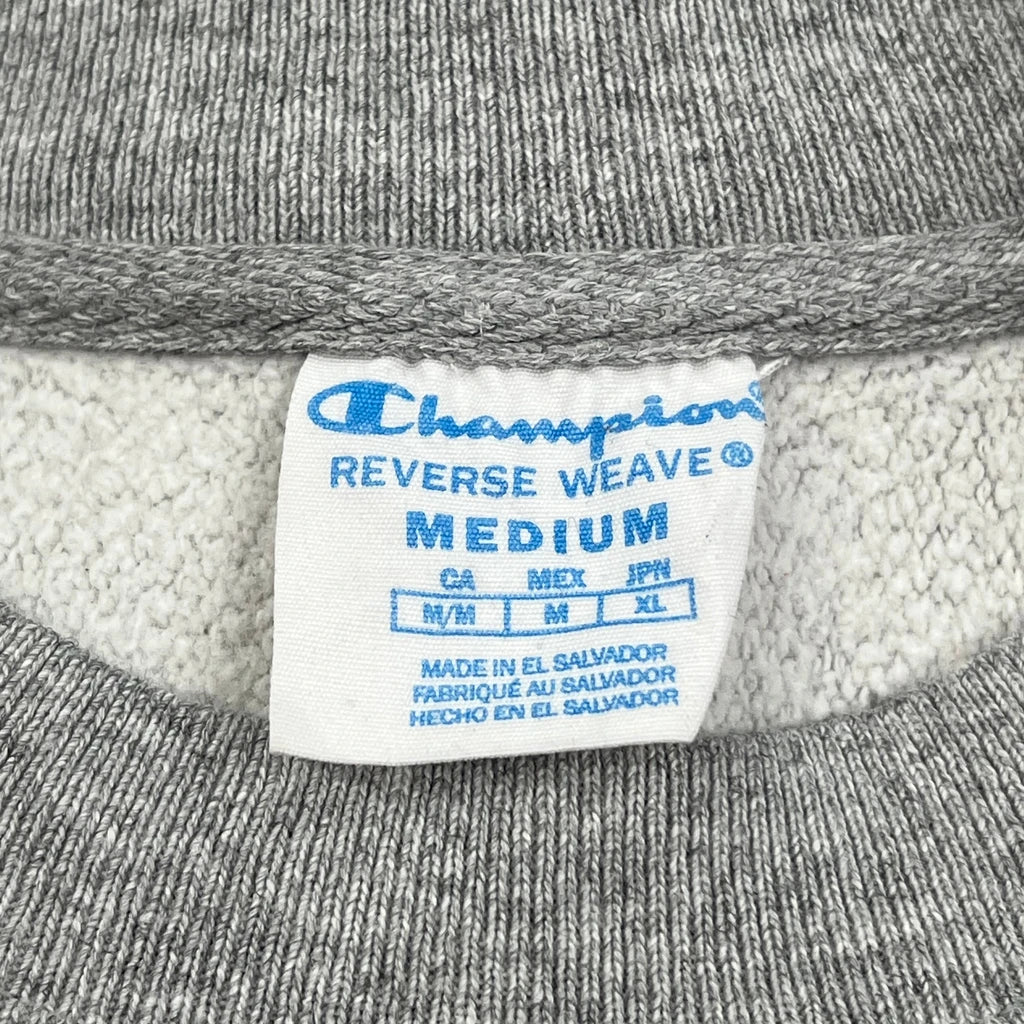 Champion
REVERSE WEAVE®
MEDIUM
CA MEX JPN
M/M M XL
MADE IN EL SALVADOR
FABRIQUÉ AU SALVADOR
HECHO EN EL SALVADOR